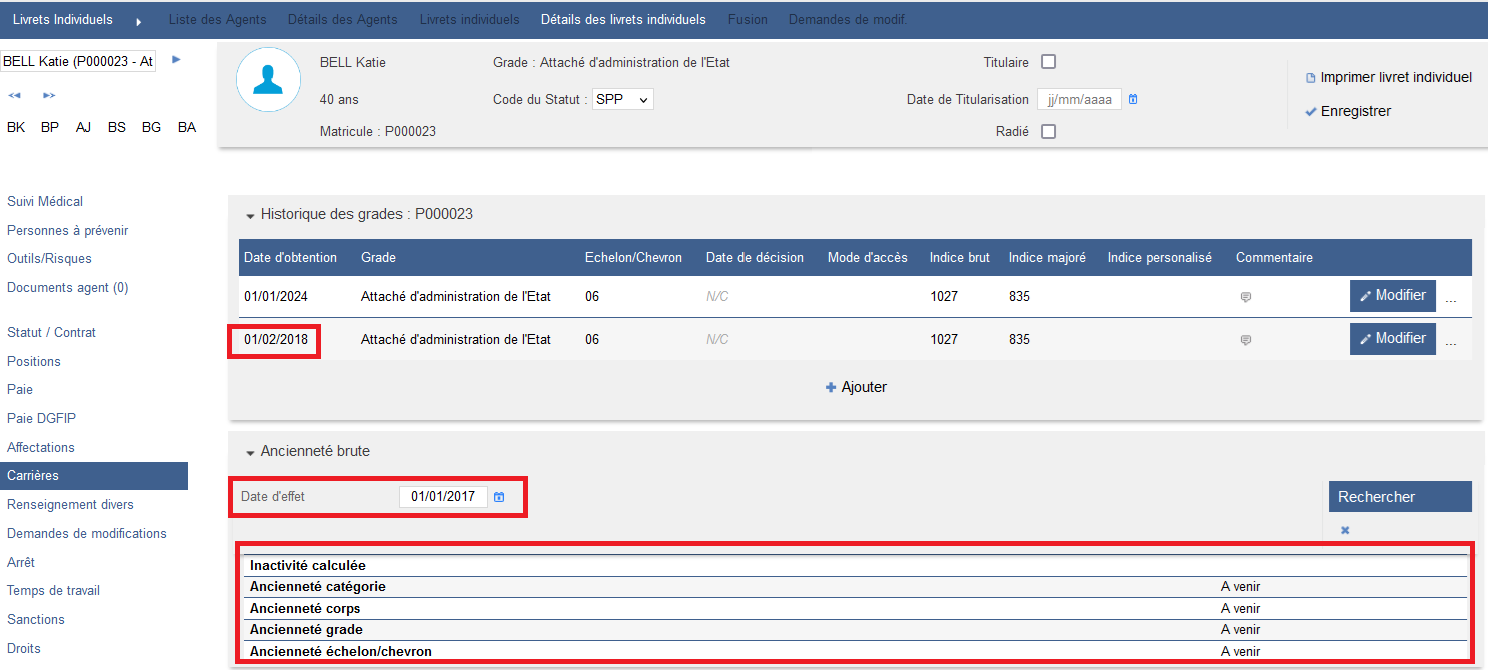 Livrets Individuels Liste des Agents Détails des Agents Livrets individuels Détails des livrets individuels Fusion Demandes de modif.
BELL Katie (P000023 - At
BK BP AJ BS BG BA
BELL Katie Grade : Attaché d'administration de l'Etat Titulaire
40 ans Code du Statut : SPP Date de Titularisation jj/mm/aaaa
Matricule : P000023 Radié
Imprimer livret individuel
Enregistrer
Suivi Médical
Personnes à prévenir
Outils/Risques
Documents agent (0)
Statut / Contrat
Positions
Paie
Paie DGFIP
Affectations
Carrières
Renseignement divers
Demandes de modifications
Arrêt
Temps de travail
Sanctions
Droits
Historique des grades : P000023
Date d'obtention Grade Echelon/Chevron Date de décision Mode d'accès Indice brut Indice majoré Indice personalisé Commentaire
01/01/2024 Attaché d'administration de l'Etat 06 N/C 1027 835 Modifier ...
01/02/2018 Attaché d'administration de l'Etat 06 N/C 1027 835 Modifier ...
Ajouter
Ancienneté brute
Date d'effet 01/01/2017 Rechercher
Inactivité calculée
Ancienneté catégorie A venir
Ancienneté corps A venir
Ancienneté grade A venir
Ancienneté échelon/chevron A venir